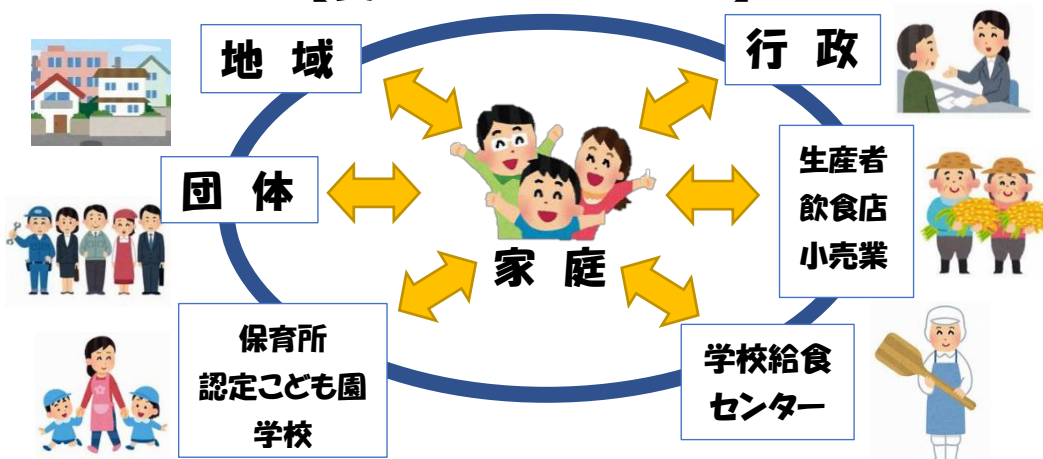 地 域
行 政
団 体
生産者
飲食店
小売業
家 庭
保育所
認定こども園
学校
学校給食
センター